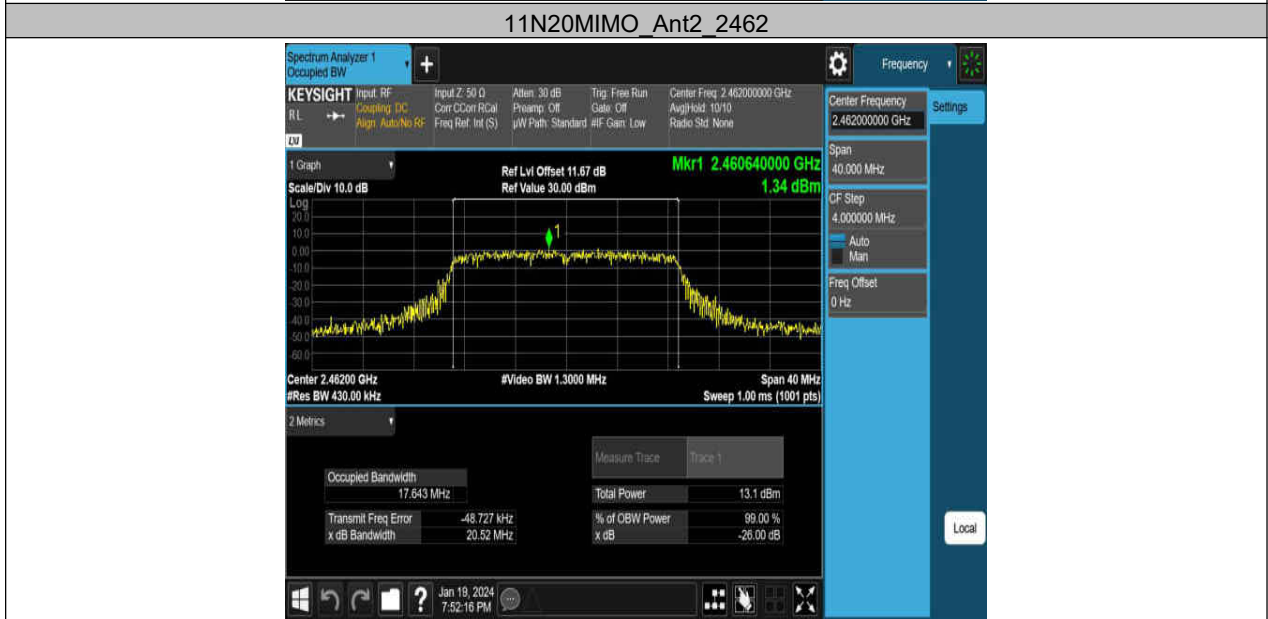 11N20MIMO_Ant2_2462
Spectrum Analyzer 1
Occupied BW
+
Frequency
KEYSIGHT
RL
LXI
Input: RF
Coupling: DC
Align: Auto/No RF
Input Z: 50 Ω
Corr CCorr RCal
Freq Ref: Int (S)
Atten: 30 dB
Preamp: Off
µW Path: Standard
Trig: Free Run
Gate: Off
#IF Gain: Low
Center Freq: 2.462000000 GHz
Avg|Hold: 10/10
Radio Std: None
Center Frequency
2.462000000 GHz
Settings
Span
40.000 MHz
CF Step
4.000000 MHz
Auto
Man
Freq Offset
0 Hz
Local
1 Graph
Scale/Div 10.0 dB
Ref Lvl Offset 11.67 dB
Ref Value 30.00 dBm
Mkr1 2.460640000 GHz
1.34 dBm
Log
20.0
10.0
0.00
-10.0
-20.0
-30.0
-40.0
-50.0
-60.0
1
Center 2.46200 GHz
#Video BW 1.3000 MHz
Span 40 MHz
#Res BW 430.00 kHz
Sweep 1.00 ms (1001 pts)
2 Metrics
Measure Trace
Trace 1
Occupied Bandwidth
17.643 MHz
Total Power
13.1 dBm
Transmit Freq Error
-48.727 kHz
% of OBW Power
99.00 %
x dB Bandwidth
20.52 MHz
x dB
-26.00 dB
?
Jan 19, 2024
7:52:16 PM